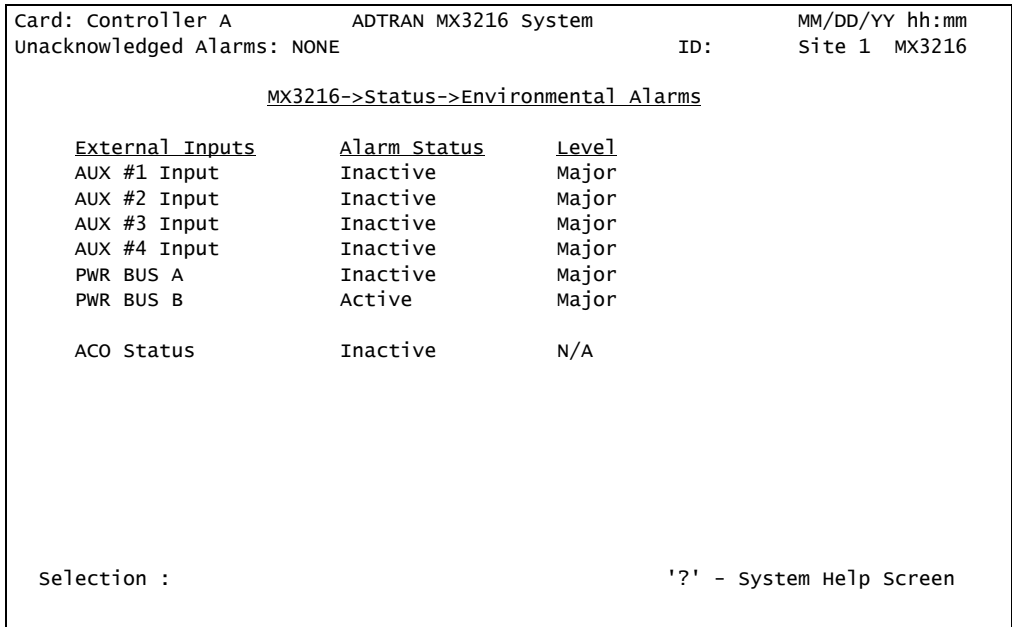 Card: Controller A ADTRAN MX3216 System MM/DD/YY hh:mm
Unacknowledged Alarms: NONE ID: Site 1 MX3216
MX3216->Status->Environmental Alarms
External Inputs Alarm Status Level
AUX #1 Input Inactive Major
AUX #2 Input Inactive Major
AUX #3 Input Inactive Major
AUX #4 Input Inactive Major
PWR BUS A Inactive Major
PWR BUS B Active Major
ACO Status Inactive N/A
Selection : '?' - System Help Screen